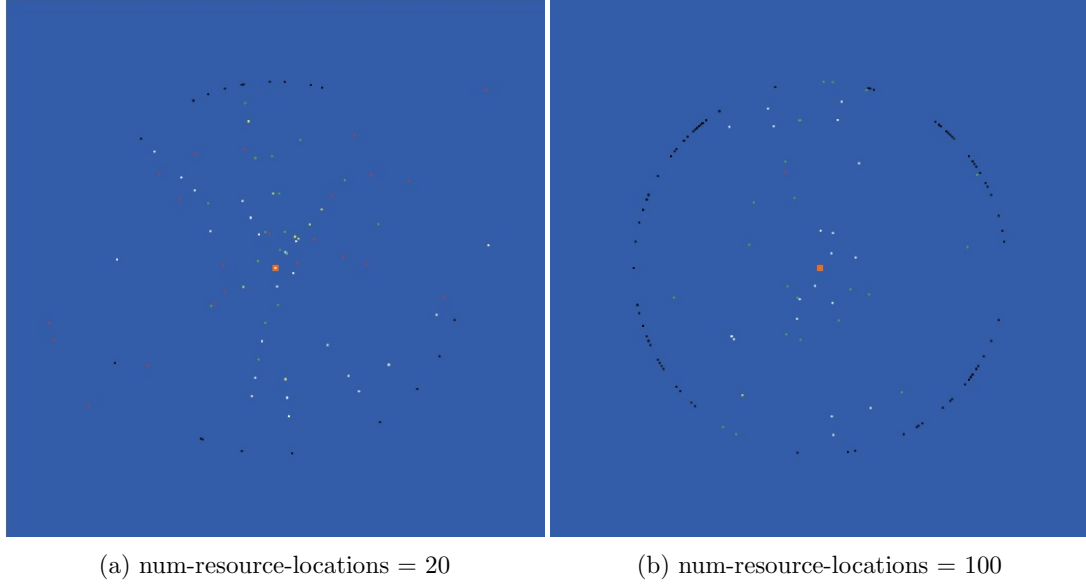 (a) num-resource-locations = 20
(b) num-resource-locations = 100